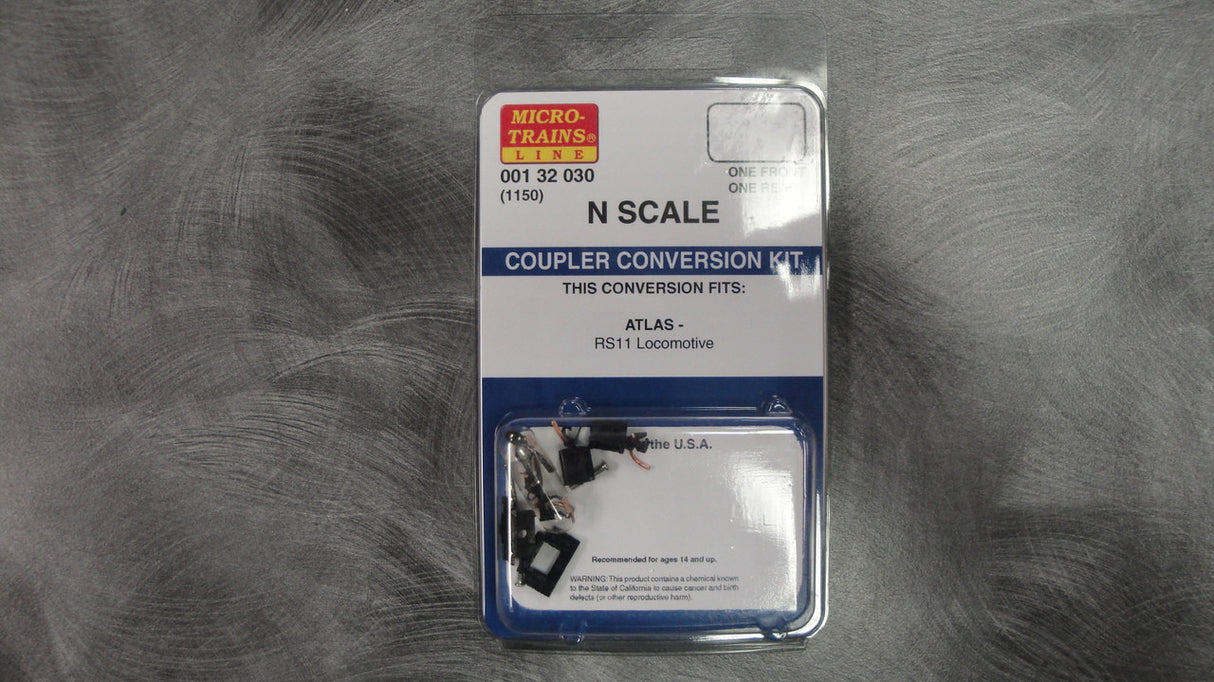 MICRO-
TRAINS®
LINE
001 32 030
(1150)
ONE FRONT
ONE REAR
N SCALE
COUPLER CONVERSION KIT
THIS CONVERSION FITS:
ATLAS -
RS11 Locomotive
the U.S.A.
Recommended for ages 14 and up.
WARNING: This product contains a chemical known
to the State of California to cause cancer and birth
defects (or other reproductive harm).